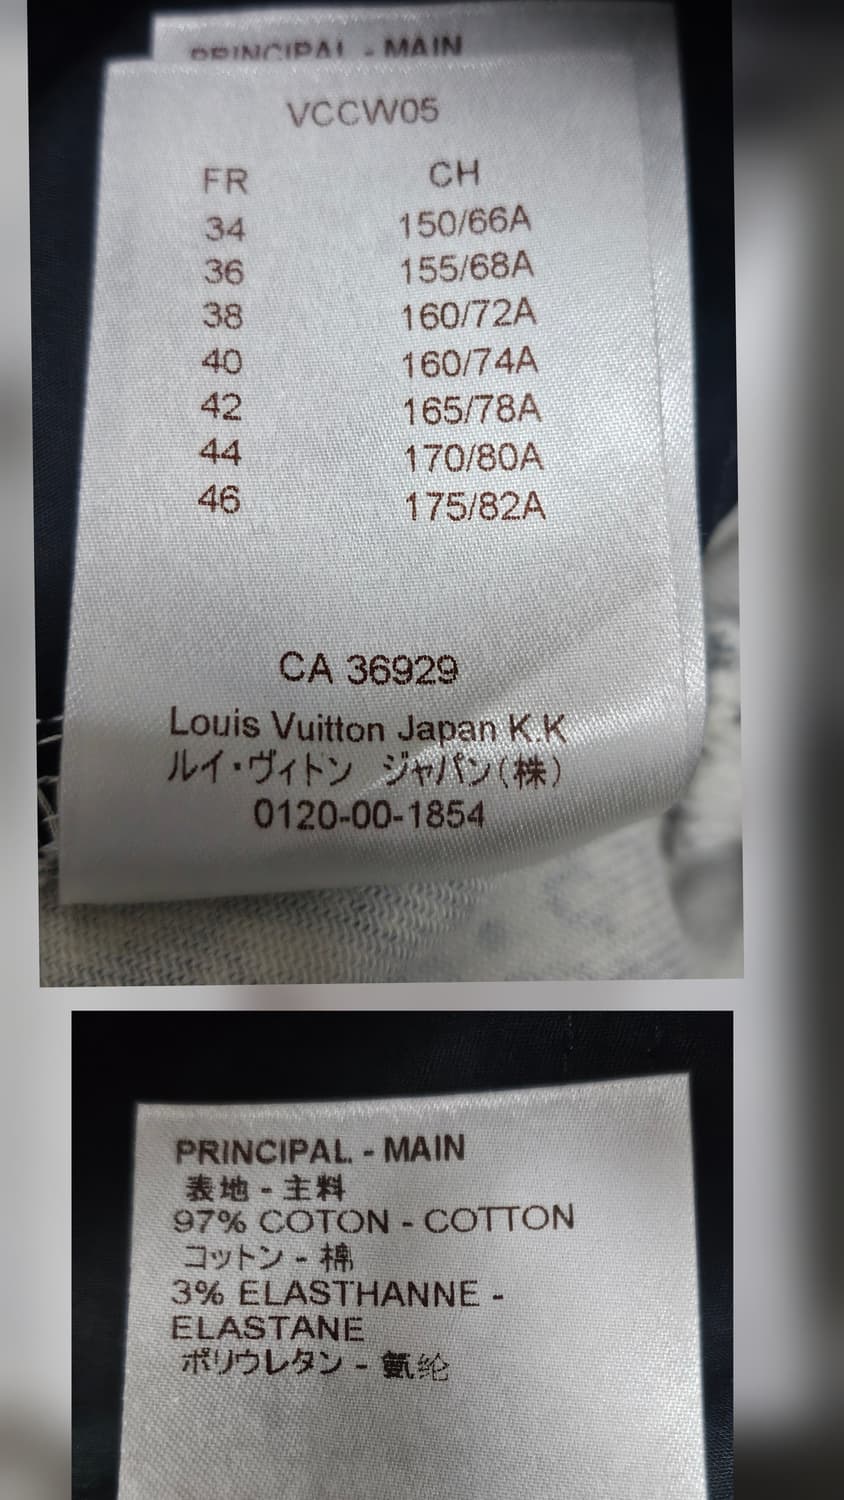 PRINCIPAL - MAIN
VCCW05
FR CH
34 150/66A
36 155/68A
38 160/72A
40 160/74A
42 165/78A
44 170/80A
46 175/82A
CA 36929
Louis Vuitton Japan K.K
ルイ・ヴィトン ジャパン(株)
0120-00-1854
PRINCIPAL - MAIN
表地 - 主料
97% COTON - COTTON
コットン - 棉
3% ELASTHANNE -
ELASTANE
ポリウレタン - 氨纶